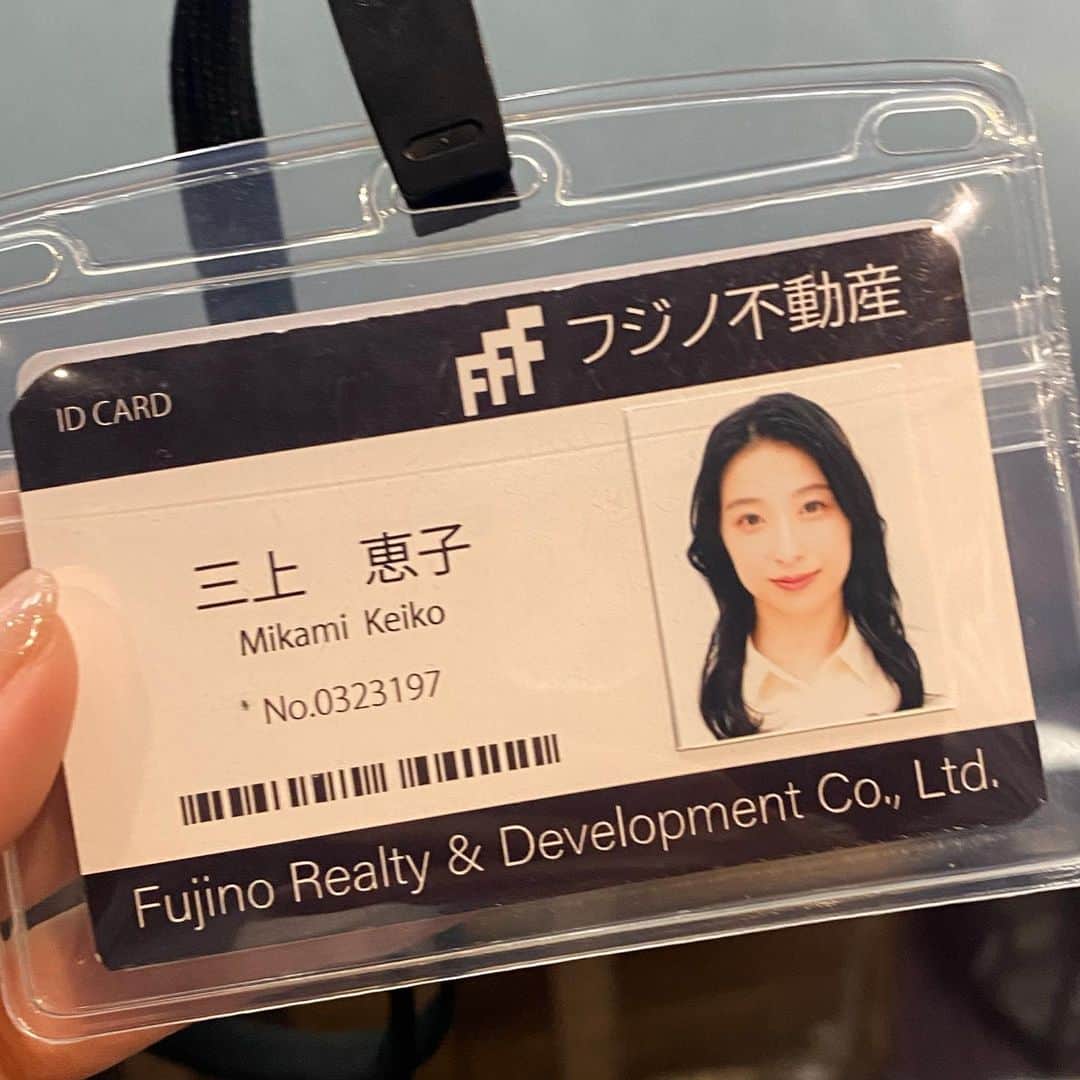 ID CARD
FFF フジノ不動産
三上 恵子
Mikami Keiko
No.0323197
Fujino Realty & Development Co., Ltd.